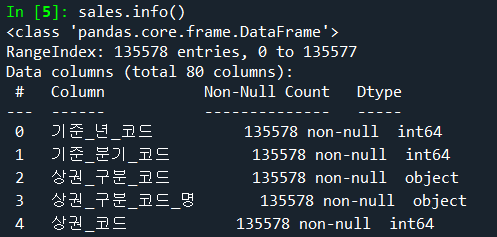 In [5]: sales.info()
<class 'pandas.core.frame.DataFrame'>
RangeIndex: 135578 entries, 0 to 135577
Data columns (total 80 columns):
 #   Column            Non-Null Count   Dtype
---  ------            --------------   -----
 0   기준_년_코드            135578 non-null  int64
 1   기준_분기_코드           135578 non-null  int64
 2   상권_구분_코드           135578 non-null  object
 3   상권_구분_코드_명         135578 non-null  object
 4   상권_코드              135578 non-null  int64